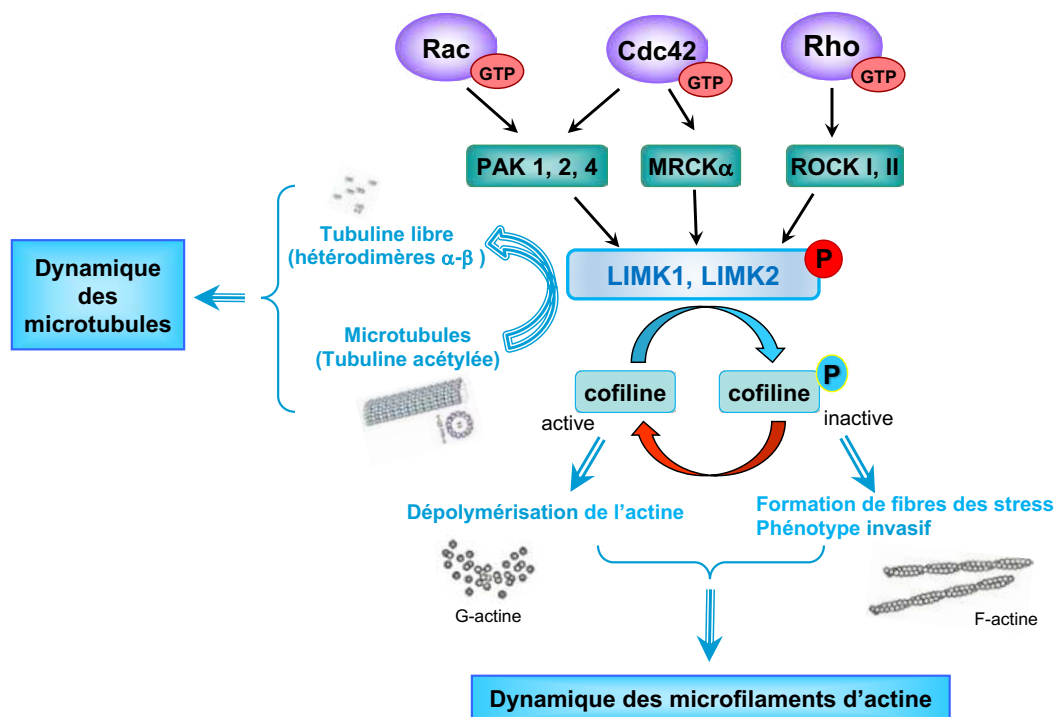 Rac
GTP
Cdc42
GTP
Rho
GTP
PAK 1, 2, 4
MRCKα
ROCK I, II
Tubuline libre
(hétérodimères α-β )
LIMK1, LIMK2
P
Dynamique
des
microtubules
Microtubules
(Tubuline acétylée)
cofiline
cofiline
P
active
inactive
Dépolymérisation de l’actine
Formation de fibres des stress
Phénotype invasif
G-actine
F-actine
Dynamique des microfilaments d’actine